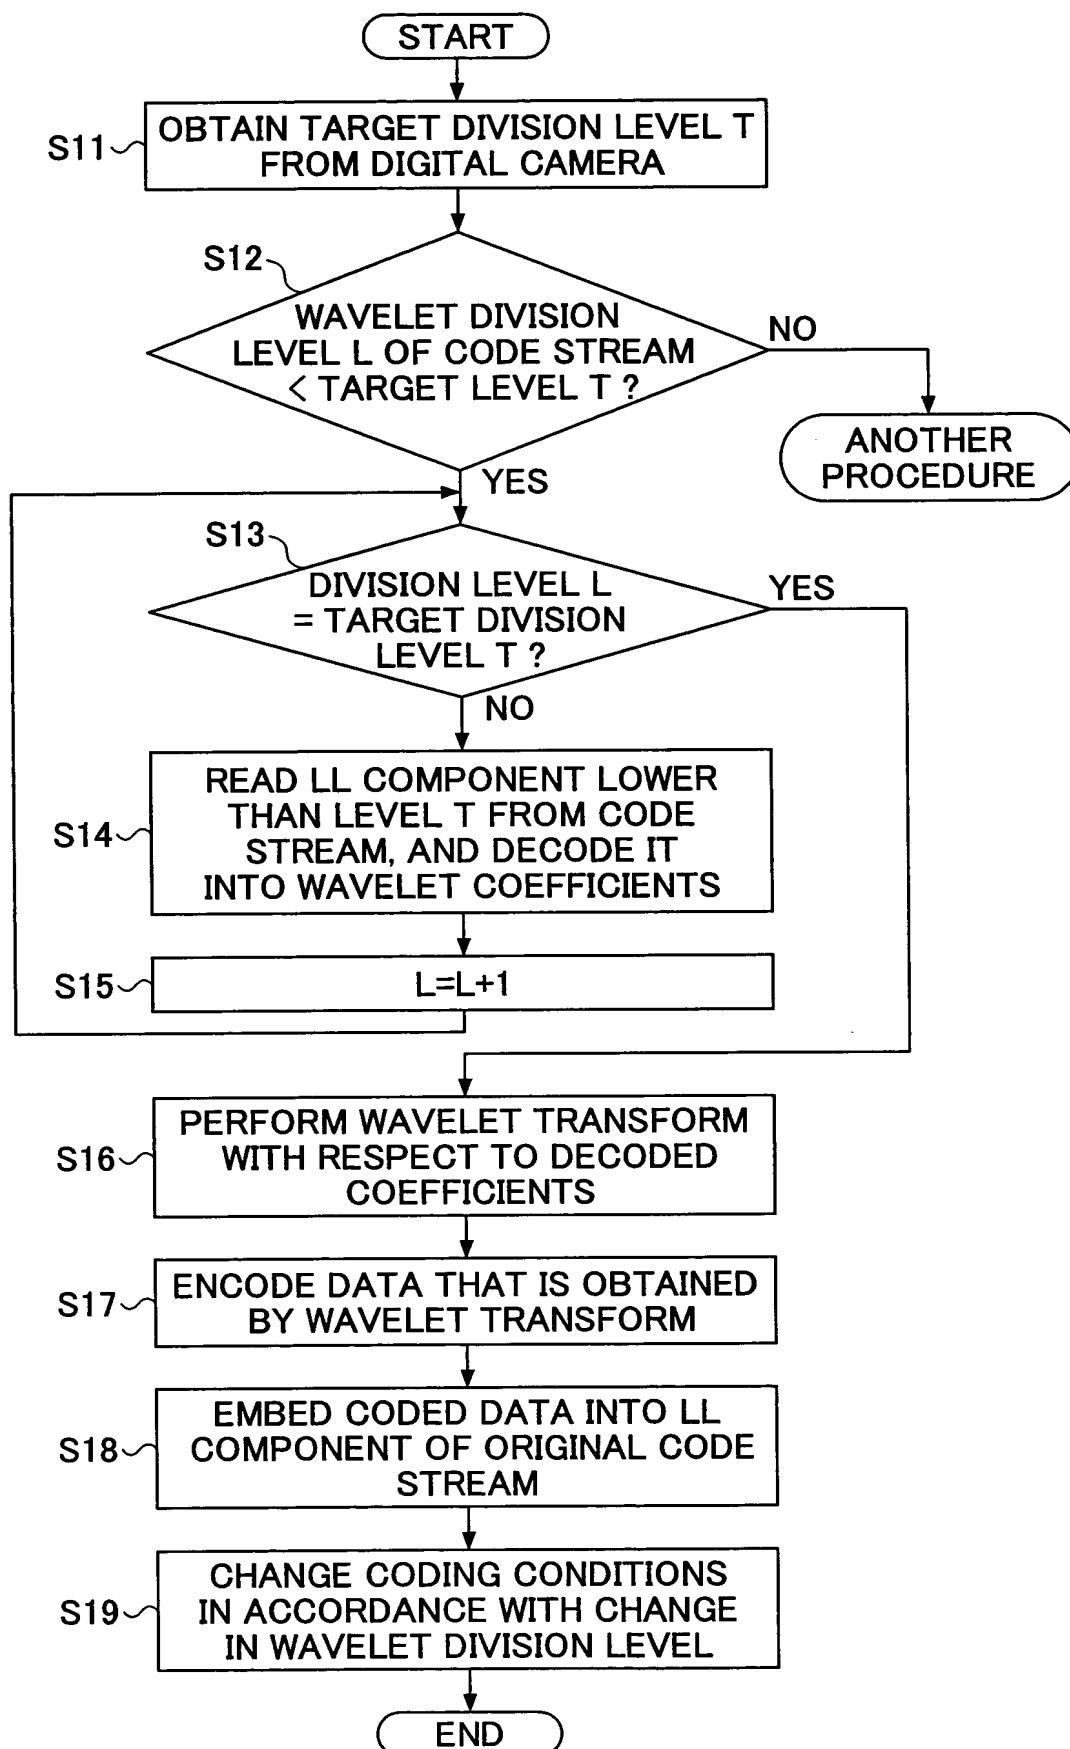 START
S11
OBTAIN TARGET DIVISION LEVEL T
FROM DIGITAL CAMERA
S12
WAVELET DIVISION
LEVEL L OF CODE STREAM
< TARGET LEVEL T ?
NO
ANOTHER
PROCEDURE
YES
S13
DIVISION LEVEL L
= TARGET DIVISION
LEVEL T ?
YES
NO
S14
READ LL COMPONENT LOWER
THAN LEVEL T FROM CODE
STREAM, AND DECODE IT
INTO WAVELET COEFFICIENTS
S15
L=L+1
S16
PERFORM WAVELET TRANSFORM
WITH RESPECT TO DECODED
COEFFICIENTS
S17
ENCODE DATA THAT IS OBTAINED
BY WAVELET TRANSFORM
S18
EMBED CODED DATA INTO LL
COMPONENT OF ORIGINAL CODE
STREAM
S19
CHANGE CODING CONDITIONS
IN ACCORDANCE WITH CHANGE
IN WAVELET DIVISION LEVEL
END